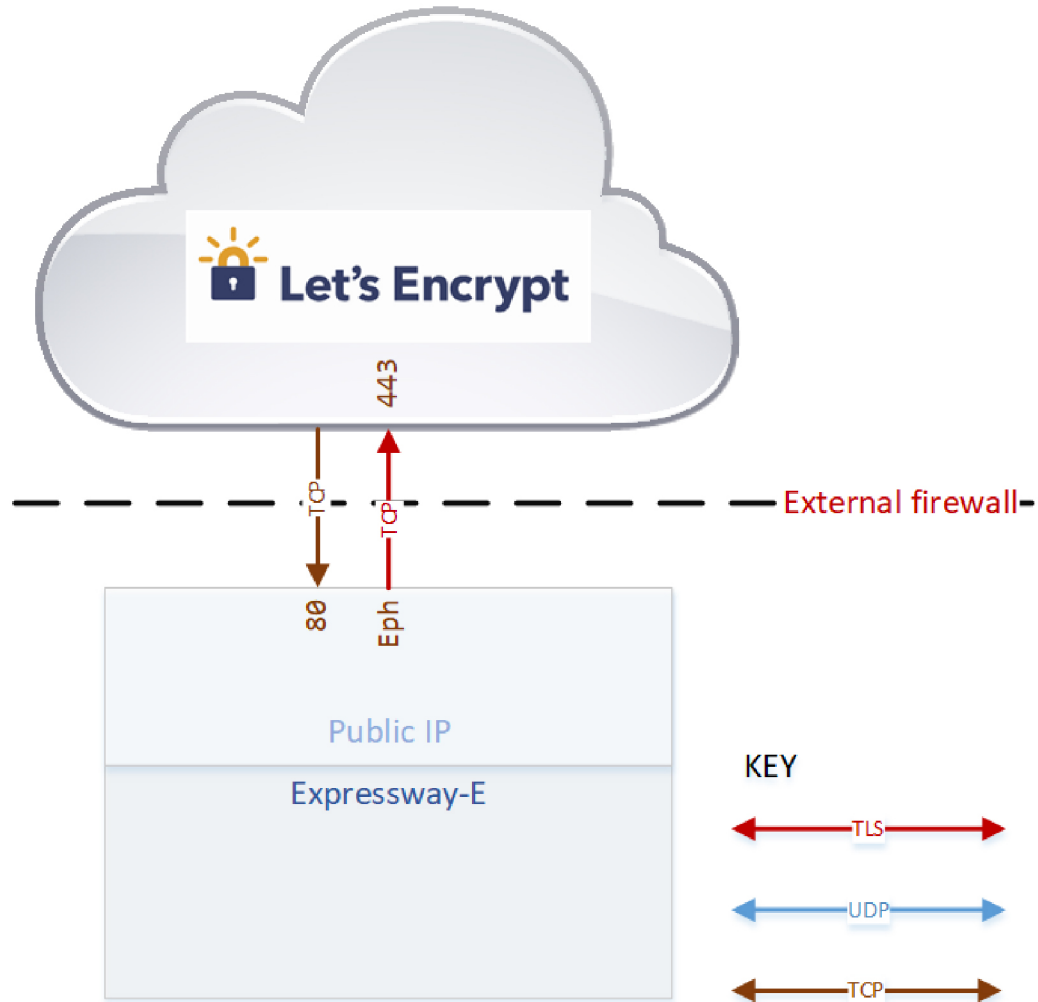 Let's Encrypt
443
TCP
TCP
External firewall
80
Eph
Public IP
Expressway-E
KEY
TLS
UDP
TCP